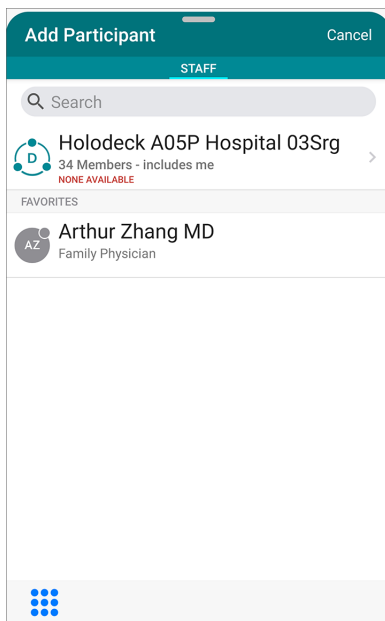 Add Participant
Cancel
STAFF
Search
D
Holodeck A05P Hospital 03Srg
34 Members - includes me
NONE AVAILABLE
FAVORITES
AZ
Arthur Zhang MD
Family Physician